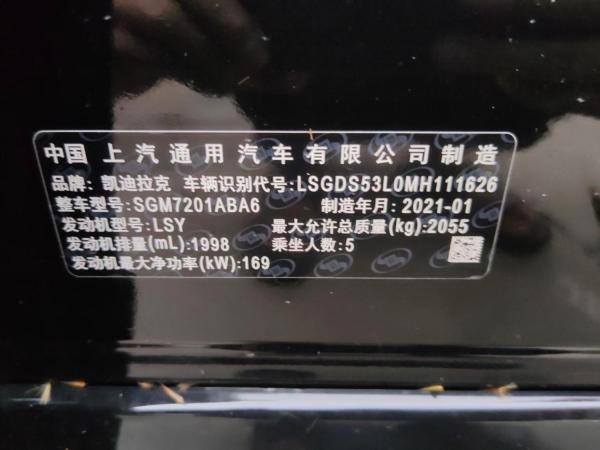 中国上汽通用汽车有限公司制造
品牌: 凯迪拉克 车辆识别代号: LSGDS53L0MH111626
整车型号: SGM7201ABA6 制造年月: 2021-01
发动机型号: LSY 最大允许总质量(kg): 2055
发动机排量(mL): 1998 乘坐人数: 5
发动机最大净功率(kW): 169